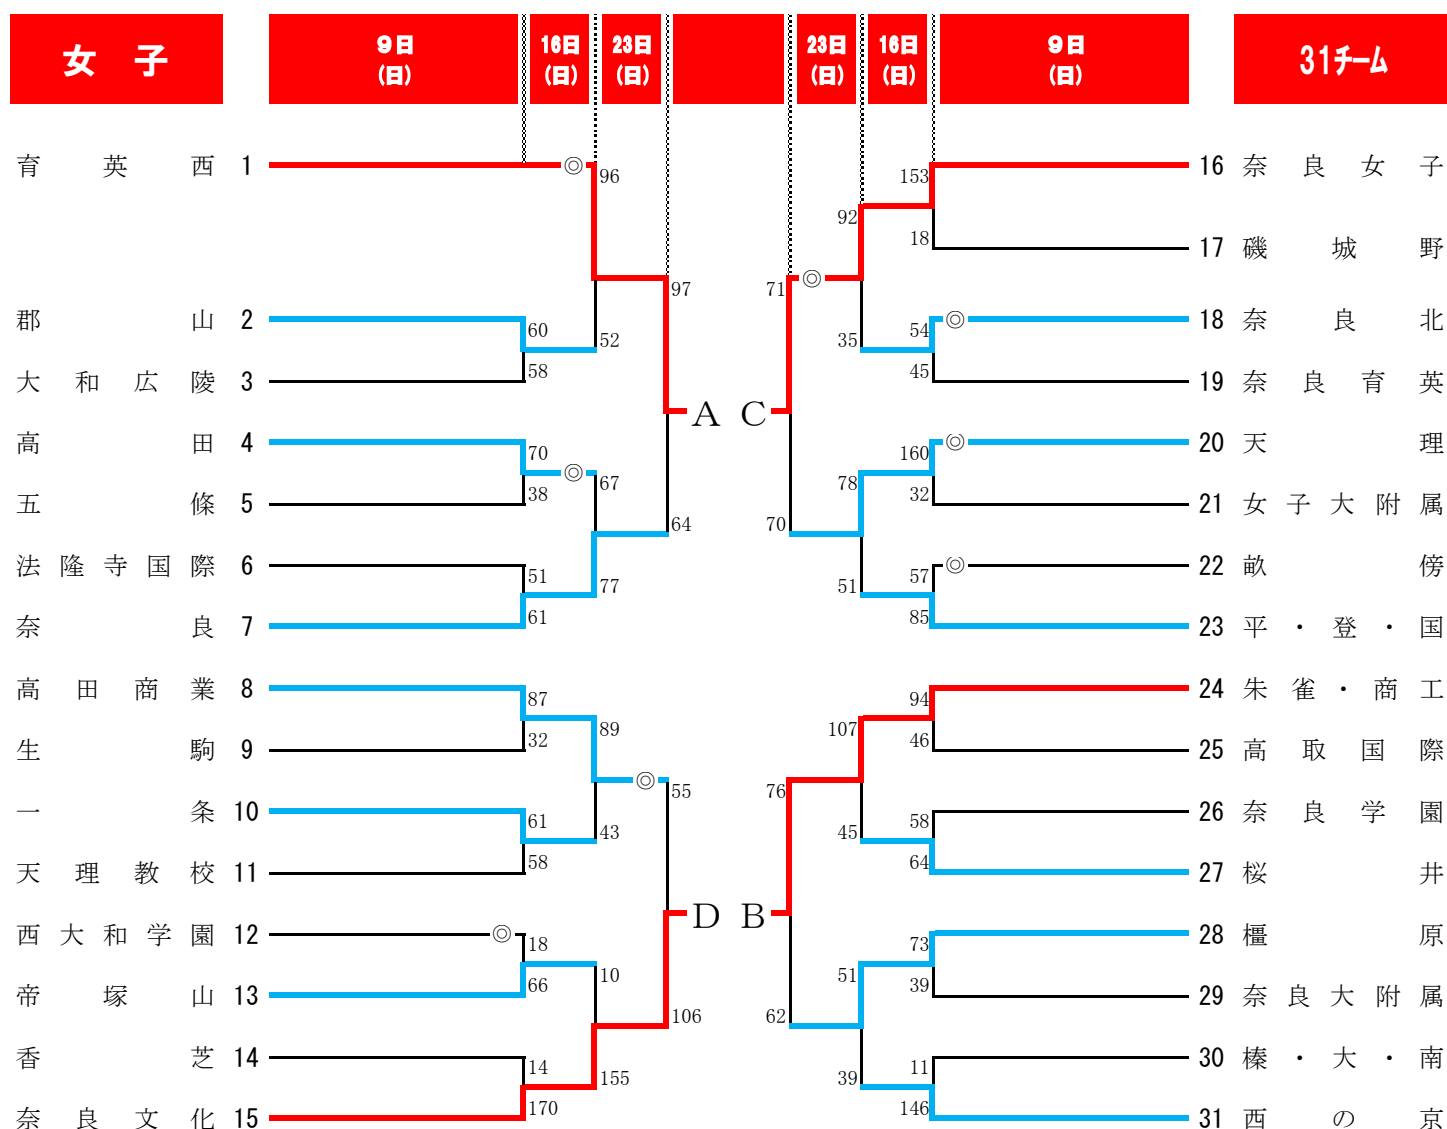 女子 9日(日) 16日(日) 23日(日) 23日(日) 16日(日) 9日(日) 31チーム
育英西 1 ◎ 96 153 16 奈良女子
92
18 17 磯城野
97 71 ◎
郡山 2 60 52 35 54 ◎ 18 奈良北
大和広陵 3 58 45 19 奈良育英
A C
高田 4 70 ◎ 67 78 160 ◎ 20 天理
五條 5 38 32 21 女子大附属
64 70
法隆寺国際 6 51 77 51 57 ◎ 22 畝傍
奈良 7 61 85 23 平・登・国
高田商業 8 87 89 107 94 24 朱雀・商工
生駒 9 32 46 25 高取国際
◎ 55 76
一条 10 61 43 45 58 26 奈良学園
天理教校 11 58 64 27 桜井
D B
西大和学園 12 ◎ 18 10 51 73 28 橿原
帝塚山 13 66 39 29 奈良大附属
106 62
香芝 14 14 155 39 11 30 榛・大・南
奈良文化 15 170 146 31 西の京